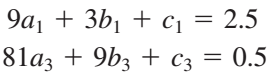 9a₁ + 3b₁ + c₁ = 2.5
81a₃ + 9b₃ + c₃ = 0.5